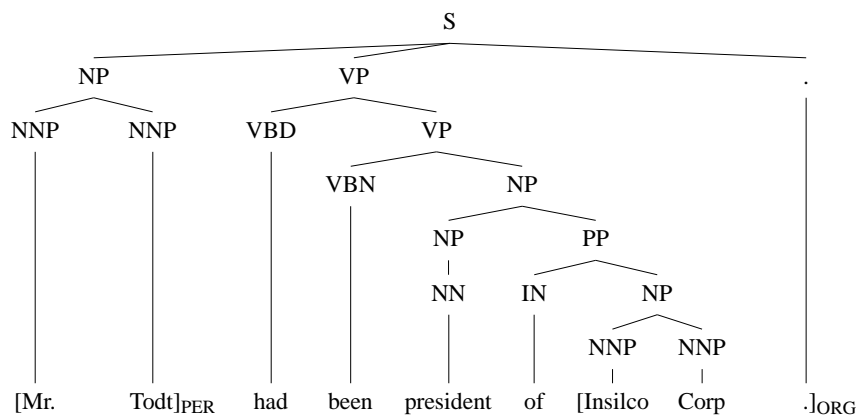 S
NP VP .
NNP NNP VBD VP
VBN NP
NP PP
NN IN NP
NNP NNP
[Mr. Todt]PER had been president of [Insilco Corp .]ORG